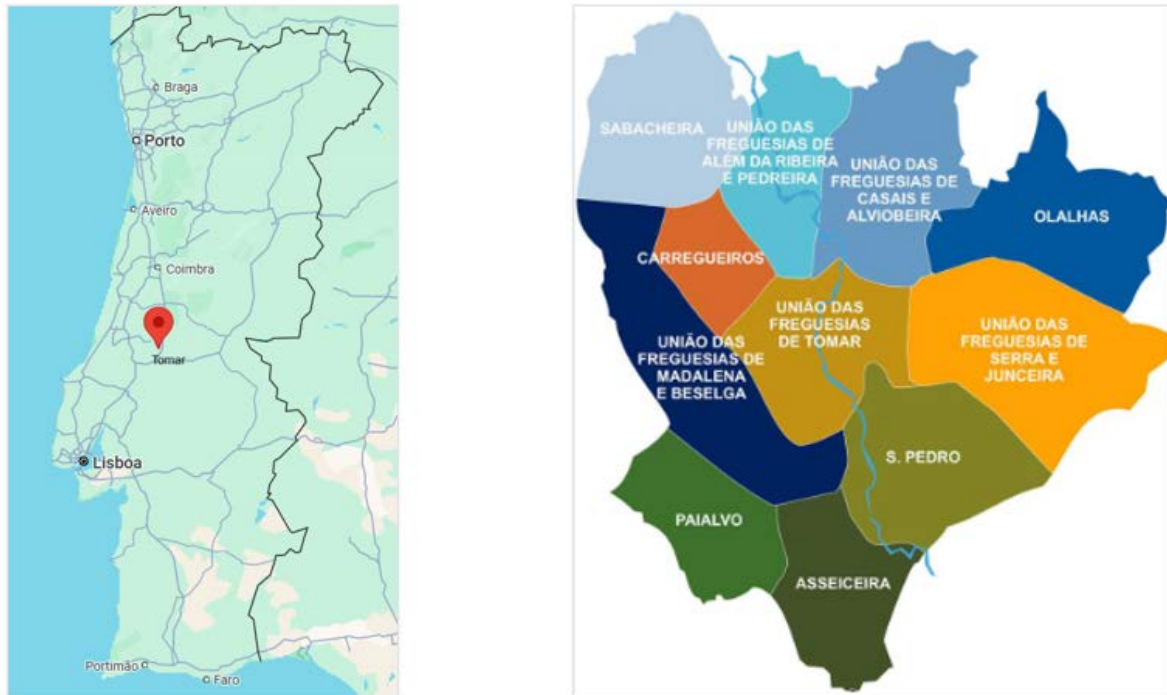 Braga
Porto
Aveiro
Coimbra
Tomar
Lisboa
Portimão
Faro
SABACHEIRA
UNIÃO DAS
FREGUESIAS DE
ALÉM DA RIBEIRA
E PEDREIRA
UNIÃO DAS
FREGUESIAS DE
CASAIS E
ALVIOBEIRA
OLALHAS
CARREGUEIROS
UNIÃO DAS
FREGUESIAS
DE TOMAR
UNIÃO DAS
FREGUESIAS DE
SERRA E
JUNCEIRA
UNIÃO DAS
FREGUESIAS DE
MADALENA
E BESELGA
S. PEDRO
PAIALVO
ASSEICEIRA